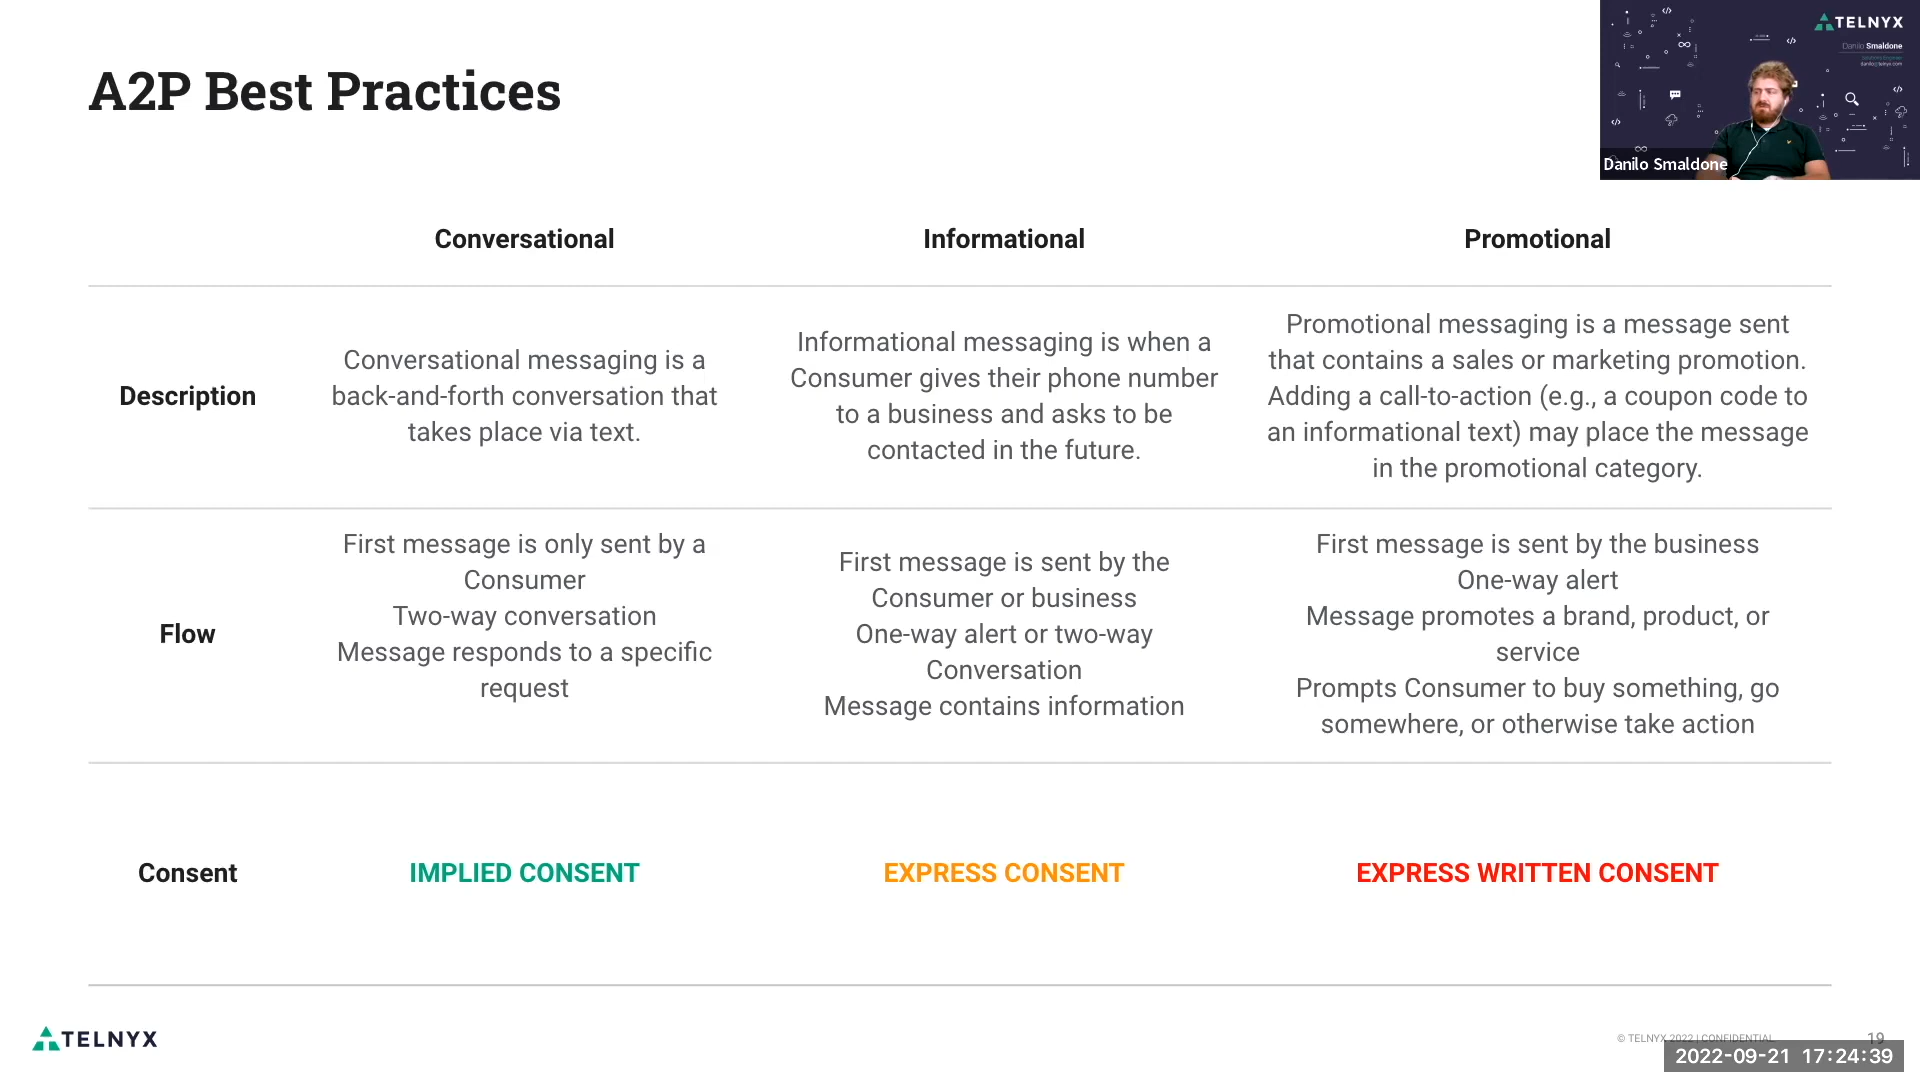 A2P Best Practices
TELNYX
Danilo Smaldone
Solutions Engineer
danilo@telnyx.com
Danilo Smaldone
Conversational
Informational
Promotional
Description
Conversational messaging is a
back-and-forth conversation that
takes place via text.
Informational messaging is when a
Consumer gives their phone number
to a business and asks to be
contacted in the future.
Promotional messaging is a message sent
that contains a sales or marketing promotion.
Adding a call-to-action (e.g., a coupon code to
an informational text) may place the message
in the promotional category.
Flow
First message is only sent by a
Consumer
Two-way conversation
Message responds to a specific
request
First message is sent by the
Consumer or business
One-way alert or two-way
Conversation
Message contains information
First message is sent by the business
One-way alert
Message promotes a brand, product, or
service
Prompts Consumer to buy something, go
somewhere, or otherwise take action
Consent
IMPLIED CONSENT
EXPRESS CONSENT
EXPRESS WRITTEN CONSENT
TELNYX
© TELNYX 2022 | CONFIDENTIAL
19
2022-09-21 17:24:39